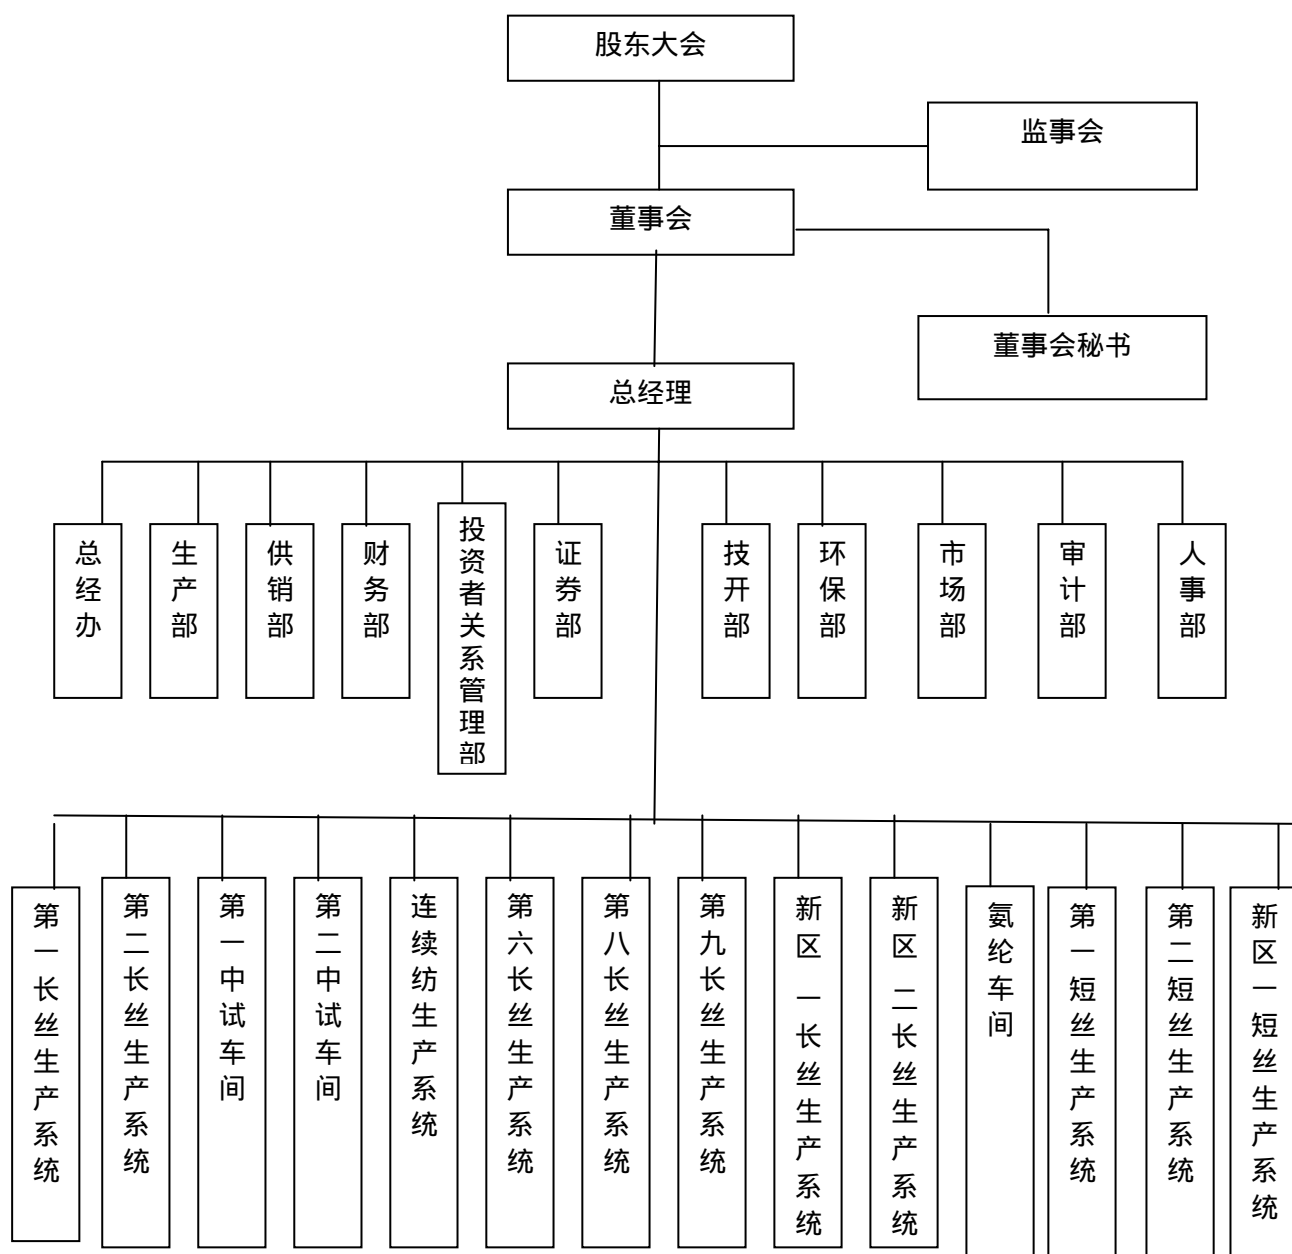 股东大会
监事会
董事会
董事会秘书
总经理
总经办
生产部
供销部
财务部
投资者关系管理部
证券部
技开部
环保部
市场部
审计部
人事部
第一长丝生产系统
第二长丝生产系统
第一中试车间
第二中试车间
连续纺生产系统
第六长丝生产系统
第八长丝生产系统
第九长丝生产系统
新区一长丝生产系统
新区二长丝生产系统
氨纶车间
第一短丝生产系统
第二短丝生产系统
新区一短丝生产系统